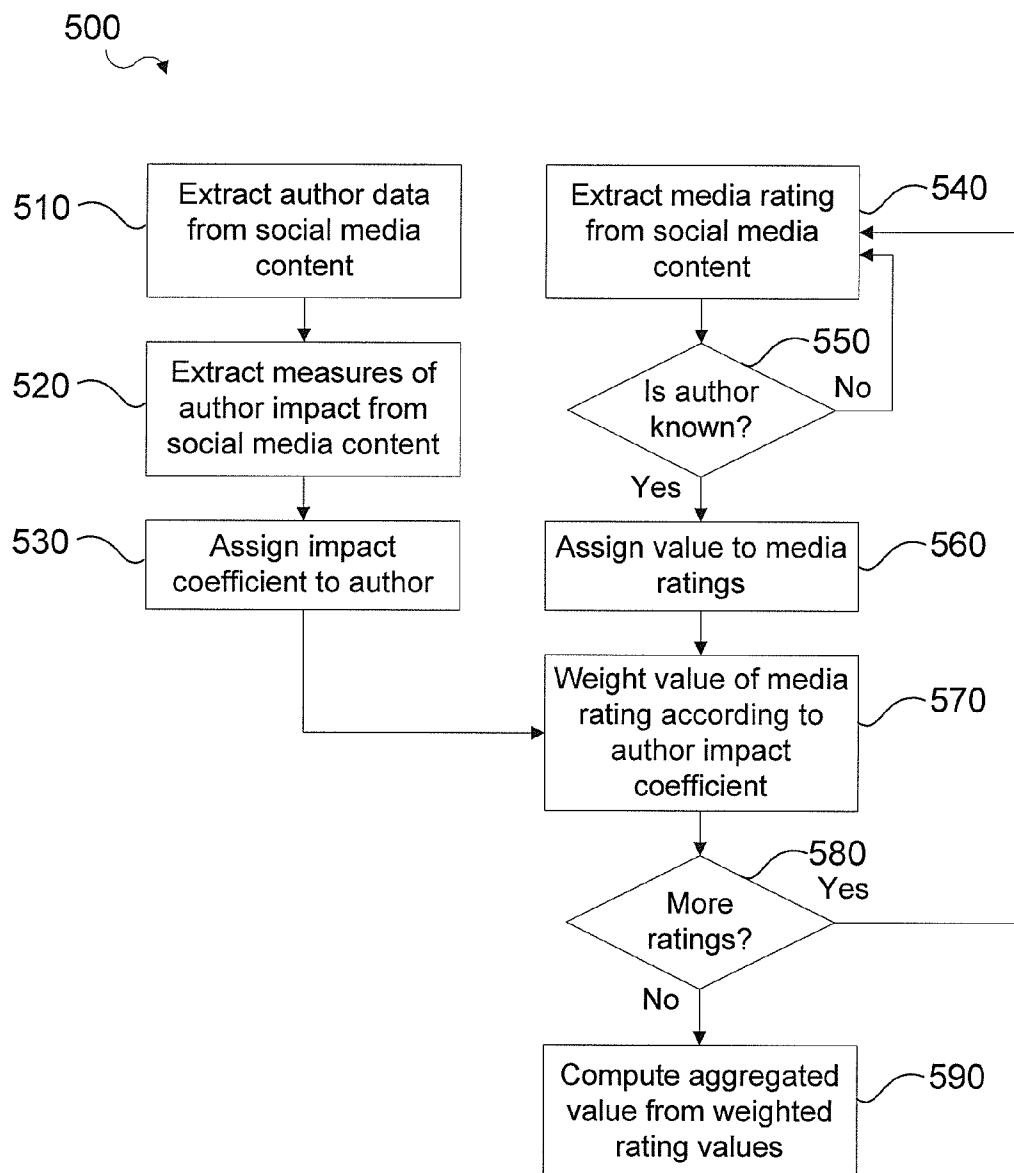 500
510
Extract author data
from social media
content
520
Extract measures of
author impact from
social media content
530
Assign impact
coefficient to author
Extract media rating
from social media
content
540
550
Is author
known?
No
Yes
Assign value to media
ratings
560
Weight value of media
rating according to
author impact
coefficient
570
580
More
ratings?
Yes
No
Compute aggregated
value from weighted
rating values
590